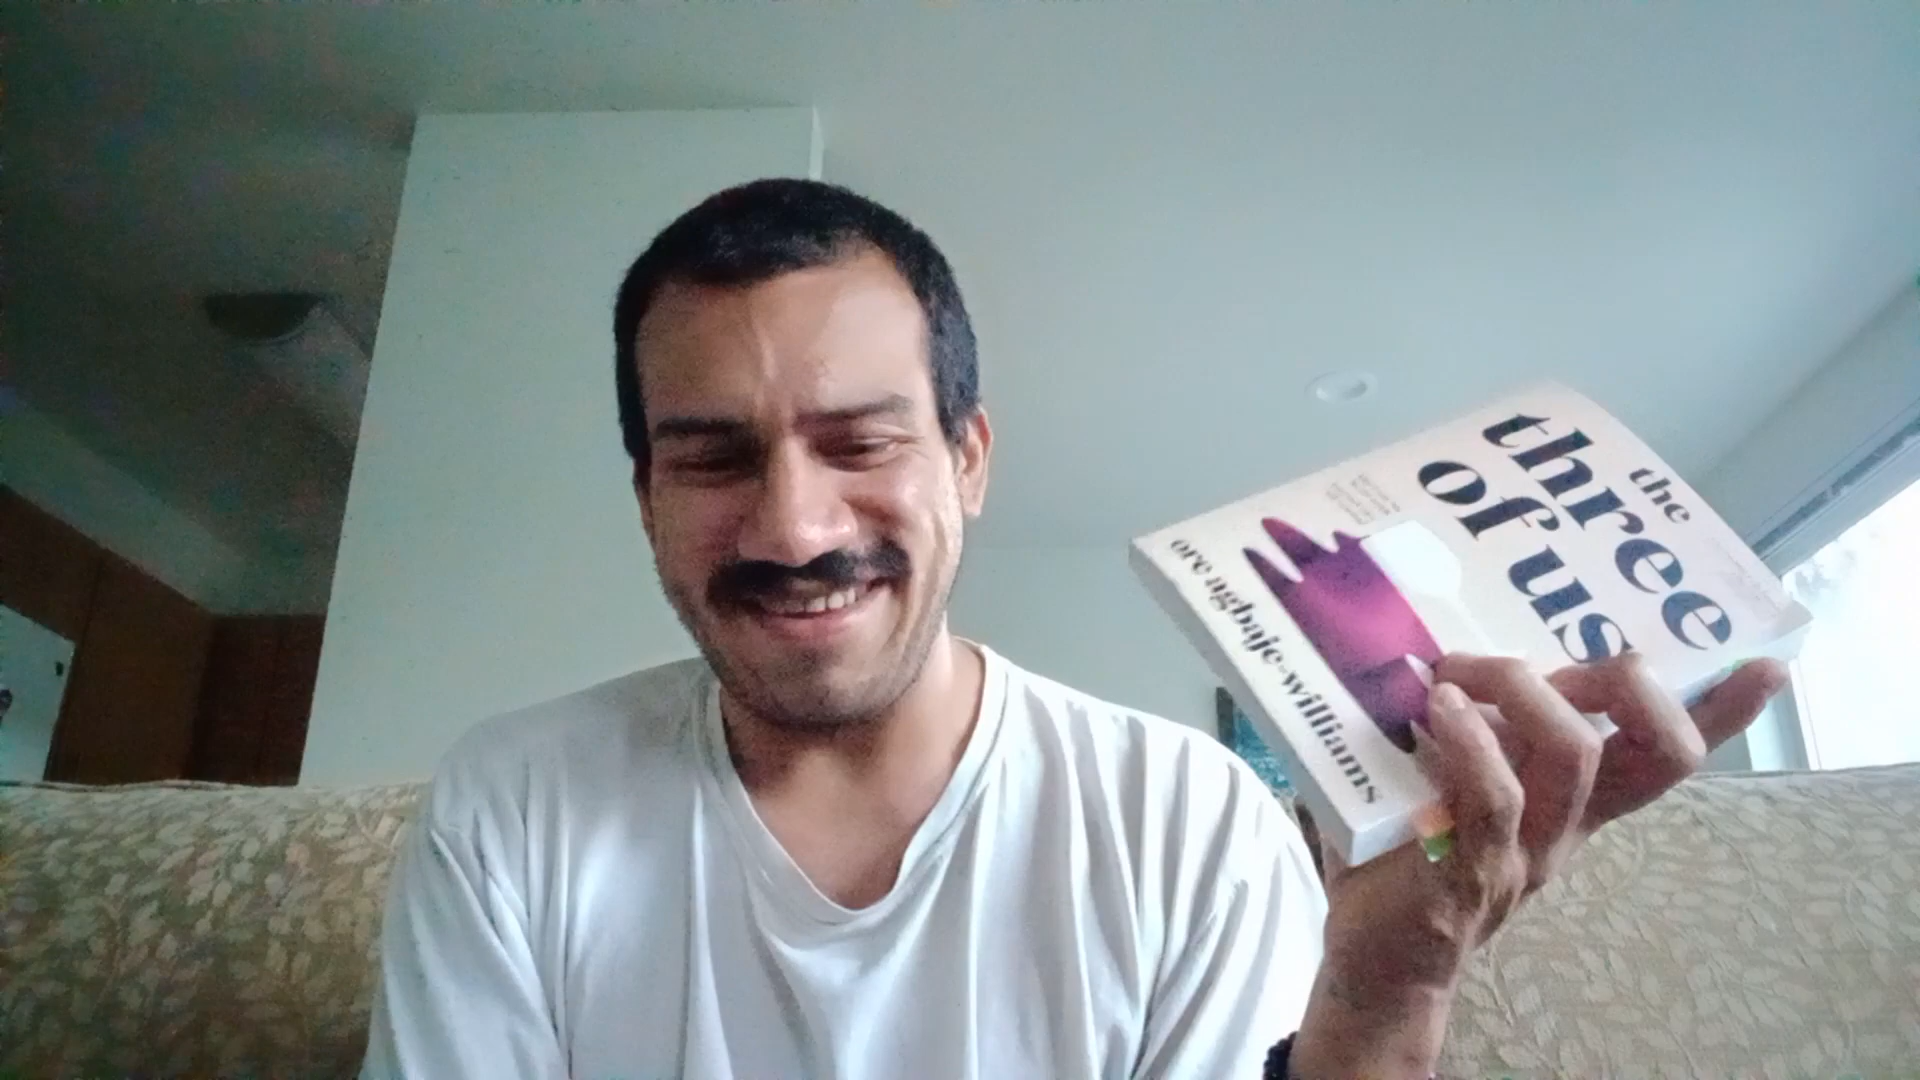 the
three
of us
ore agbaje-williams